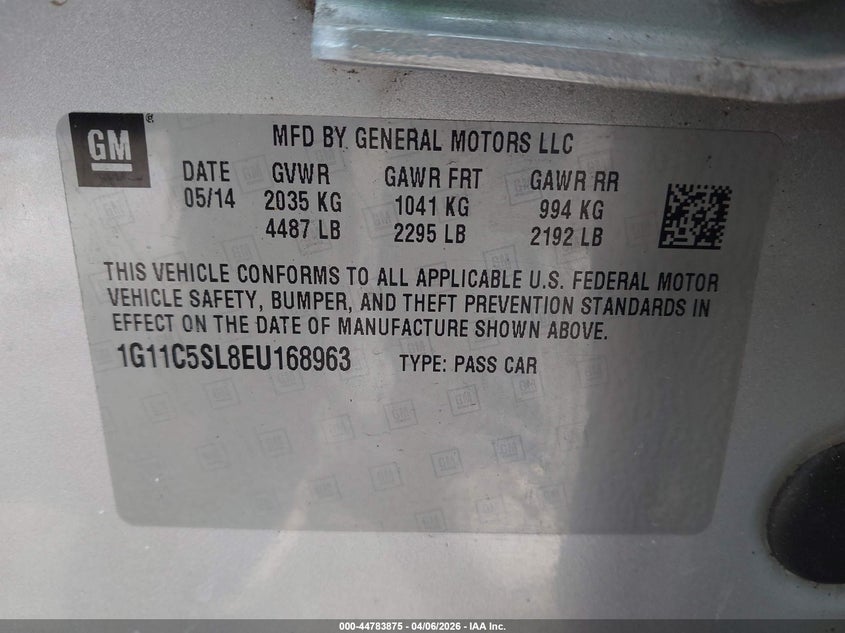 GM ®
MFD BY GENERAL MOTORS LLC
DATE GVWR GAWR FRT GAWR RR
05/14 2035 KG 1041 KG 994 KG
4487 LB 2295 LB 2192 LB
THIS VEHICLE CONFORMS TO ALL APPLICABLE U.S. FEDERAL MOTOR
VEHICLE SAFETY, BUMPER, AND THEFT PREVENTION STANDARDS IN
EFFECT ON THE DATE OF MANUFACTURE SHOWN ABOVE.
1G11C5SL8EU168963 TYPE: PASS CAR
000-44783875 - 04/06/2026 - IAA Inc.